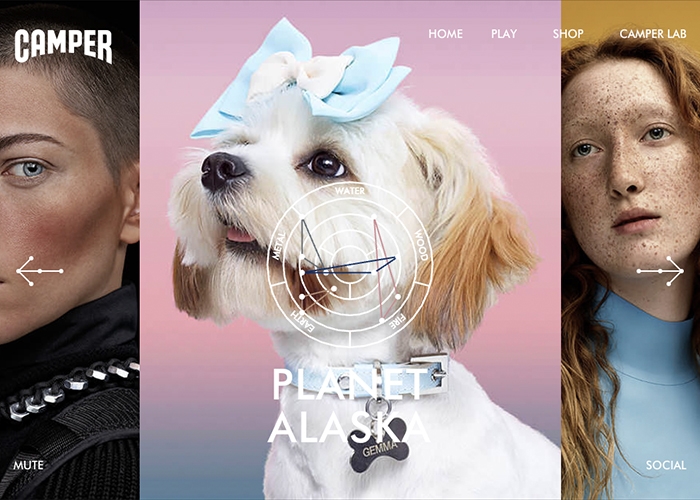 CAMPER
HOME PLAY SHOP CAMPER LAB
WATER
METAL
WOOD
EARTH
FIRE
PLANET
ALASKA
GEMMA
MUTE
SOCIAL